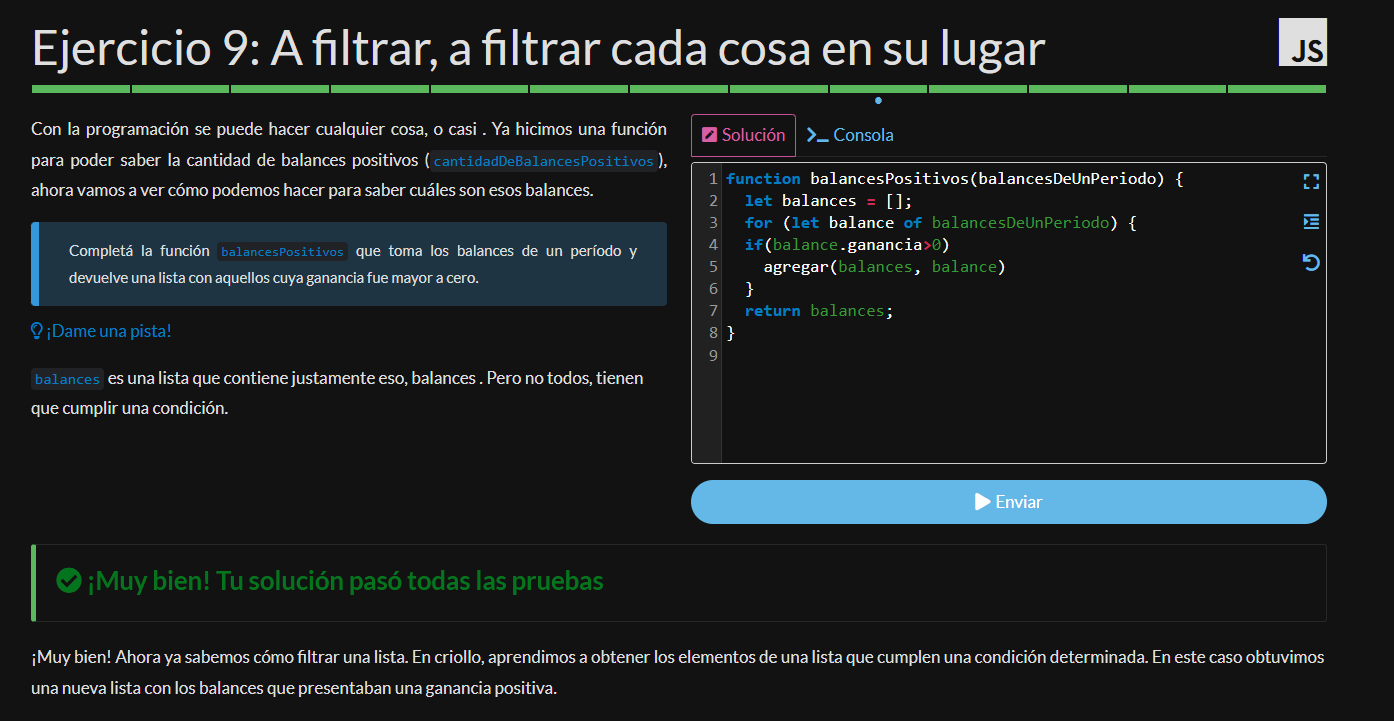 Ejercicio 9: A filtrar, a filtrar cada cosa en su lugar
JS
Con la programación se puede hacer cualquier cosa, o casi . Ya hicimos una función
para poder saber la cantidad de balances positivos (cantidadDeBalancesPositivos),
ahora vamos a ver cómo podemos hacer para saber cuáles son esos balances.
Completá la función balancesPositivos que toma los balances de un período y
devuelve una lista con aquellos cuya ganancia fue mayor a cero.
¡Dame una pista!
balances es una lista que contiene justamente eso, balances . Pero no todos, tienen
que cumplir una condición.
Solución
Consola
1 function balancesPositivos(balancesDeUnPeriodo) {
2   let balances = [];
3   for (let balance of balancesDeUnPeriodo) {
4   if(balance.ganancia>0)
5     agregar(balances, balance)
6   }
7   return balances;
8 }
9
Enviar
¡Muy bien! Tu solución pasó todas las pruebas
¡Muy bien! Ahora ya sabemos cómo filtrar una lista. En criollo, aprendimos a obtener los elementos de una lista que cumplen una condición determinada. En este caso obtuvimos
una nueva lista con los balances que presentaban una ganancia positiva.